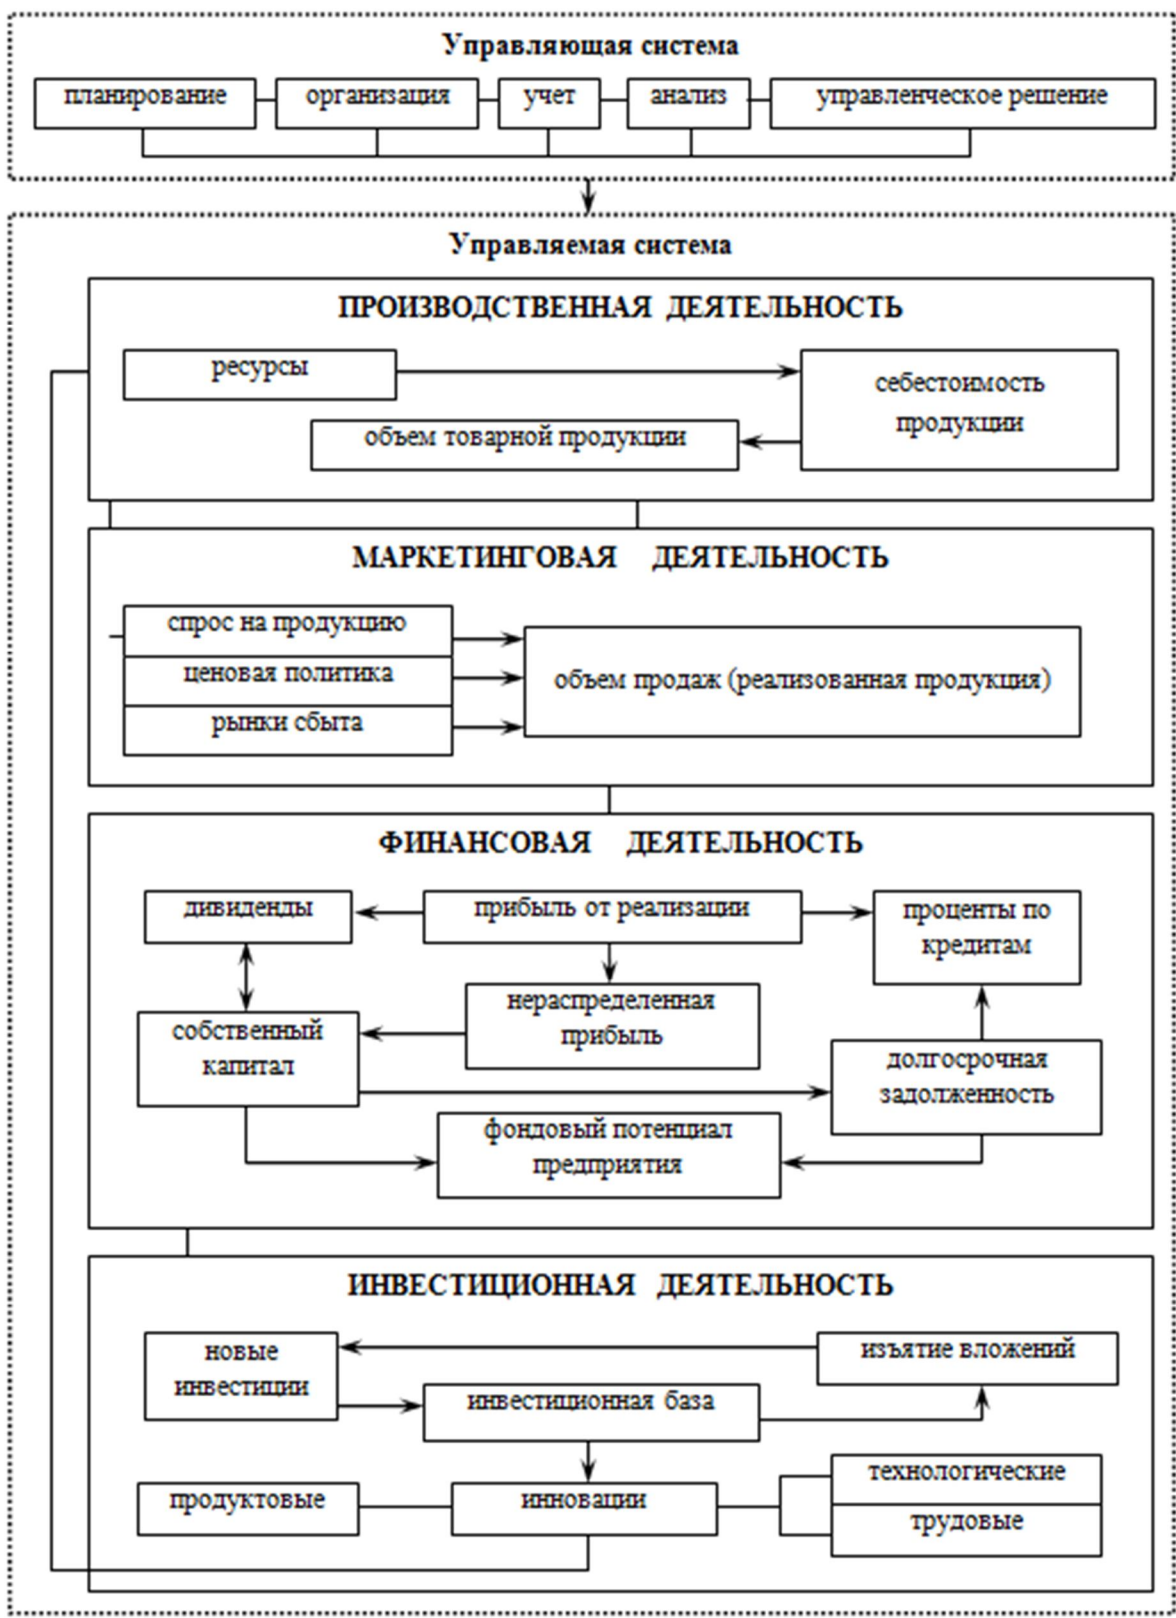 Управляющая система
планирование организация учет анализ управленческое решение
Управляемая система
ПРОИЗВОДСТВЕННАЯ ДЕЯТЕЛЬНОСТЬ
ресурсы
себестоимость
продукции
объем товарной продукции
МАРКЕТИНГОВАЯ ДЕЯТЕЛЬНОСТЬ
спрос на продукцию
ценовая политика
рынки сбыта
объем продаж (реализованная продукция)
ФИНАНСОВАЯ ДЕЯТЕЛЬНОСТЬ
дивиденды
прибыль от реализации
проценты по
кредитам
нераспределенная
прибыль
собственный
капитал
долгосрочная
задолженность
фондовый потенциал
предприятия
ИНВЕСТИЦИОННАЯ ДЕЯТЕЛЬНОСТЬ
новые
инвестиции
изъятие вложений
инвестиционная база
продуктовые
инновации
технологические
трудовые